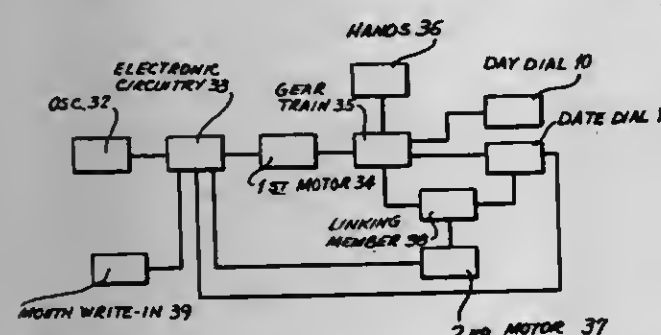 HANDS 36
ELECTRONIC
CIRCUITRY 33
DAY DIAL 10
OSC. 32
GEAR
TRAIN 35
DATE DIAL
1ST MOTOR 34
LINKING
MEMBER 38
MONTH WRITE-IN 39
2ND MOTOR 37